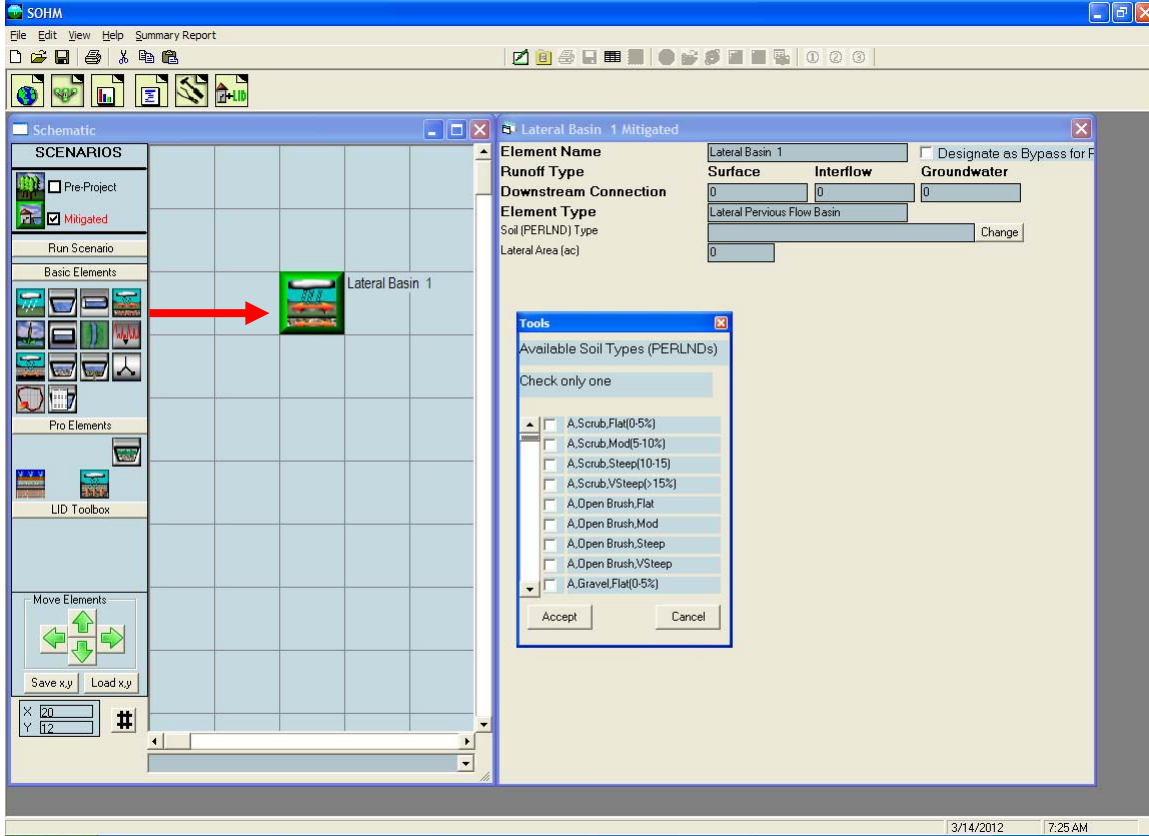 SOHM
File Edit View Help Summary Report
Schematic
SCENARIOS
Pre-Project
Mitigated
Run Scenario
Basic Elements
Pro Elements
LID Toolbox
Move Elements
Save x,y Load x,y
X 20
Y 12
Lateral Basin 1
Lateral Basin 1 Mitigated
Element Name Lateral Basin 1 Designate as Bypass for P
Runoff Type Surface Interflow Groundwater
Downstream Connection 0 0 0
Element Type Lateral Pervious Flow Basin
Soil (PERLND) Type Change
Lateral Area (ac) 0
Tools
Available Soil Types (PERLNDs)
Check only one
A,Scrub,Flat(0-5%)
A,Scrub,Mod(5-10%)
A,Scrub,Steep(10-15)
A,Scrub,VSteep(>15%)
A,Open Brush,Flat
A,Open Brush,Mod
A,Open Brush,Steep
A,Open Brush,VSteep
A,Gravel,Flat(0-5%)
Accept Cancel
3/14/2012 7:25 AM